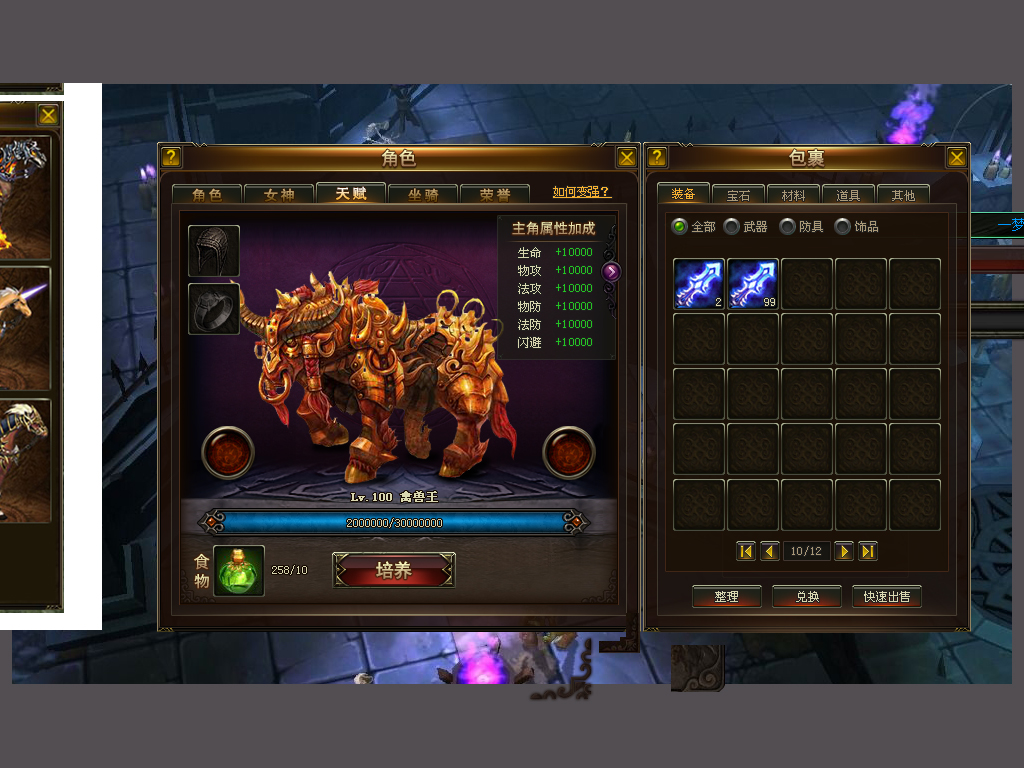 ?
角色
角色 女神 天赋 坐骑 荣誉 如何变强?
主角属性加成
生命 +10000
物攻 +10000
法攻 +10000
物防 +10000
法防 +10000
闪避 +10000
Lv.100 禽兽王
2000000/30000000
食物
258/10
培养
?
包裹
装备 宝石 材料 道具 其他
全部 武器 防具 饰品
2 99
10/12
整理 兑换 快速出售
一梦